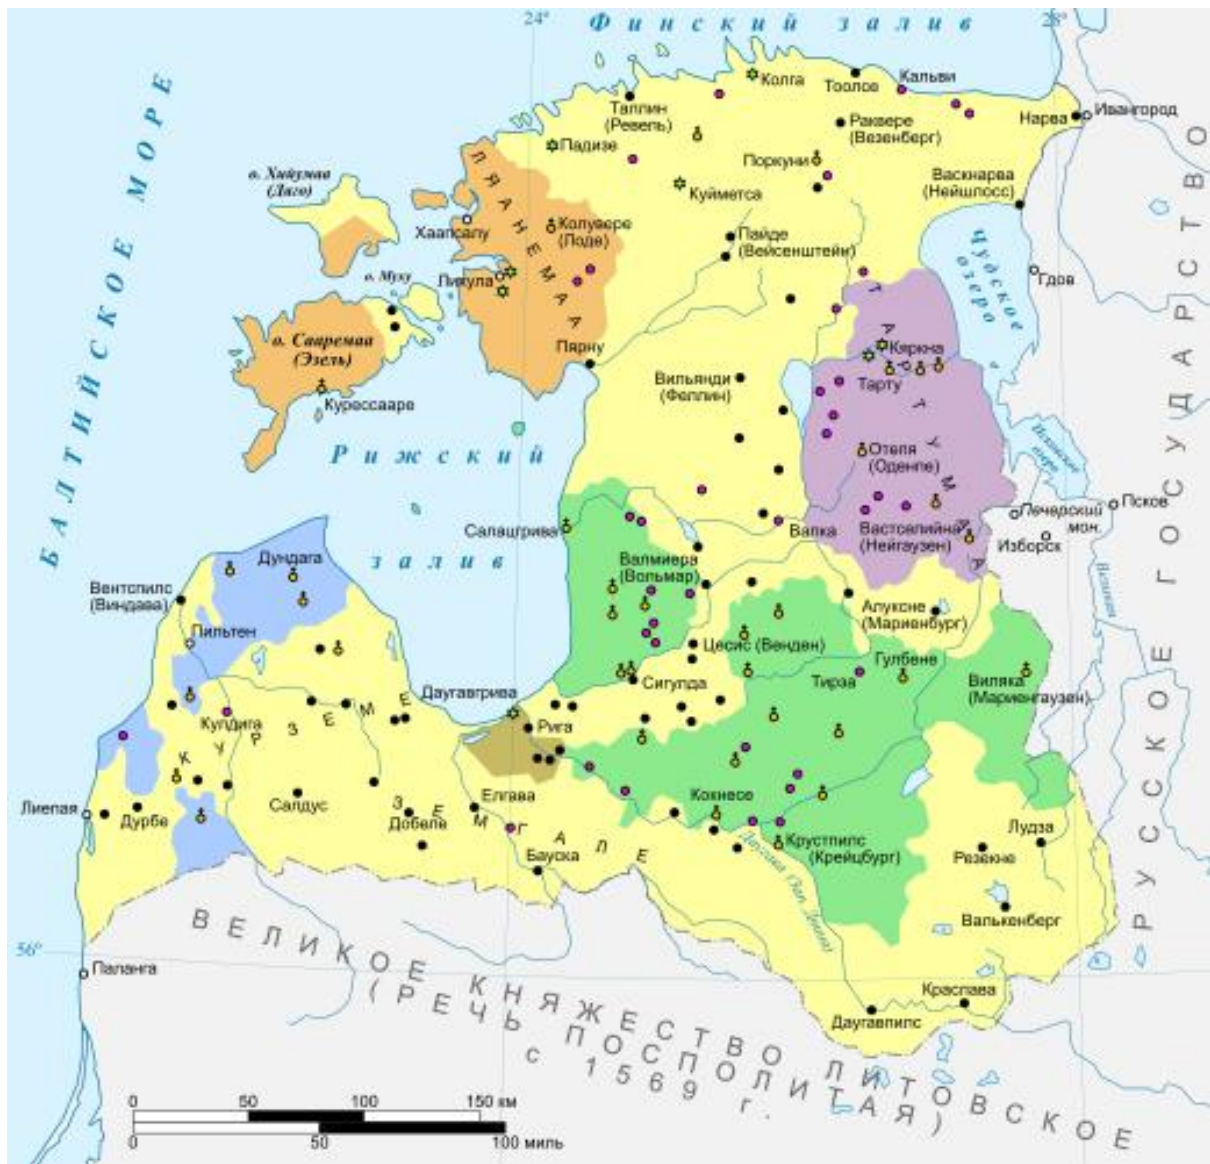 24°
Финский залив
28°
БАЛТИЙСКОЕ МОРЕ
Колга
Тоолсе
Кальви
Таллин
(Ревель)
Раквере
(Везенберг)
Нарва
Ивангород
Падизе
Поркуни
Куйметса
Васкнарва
(Нейшлосс)
о. Хийумаа
(Даго)
ЛЯАНЕМАА
Хаапсалу
Колувере
(Лоде)
Пайде
(Вейсенштейн)
Чудское
озеро
Гдов
о. Муху
Лихула
о. Сааремаа
(Эзель)
Курессааре
Пярну
ТАРТУМАА
Кяркна
Тарту
Вильянди
(Феллин)
Отепя
(Оденпе)
Псковское
озеро
Рижский
залив
Салацгрива
Валка
Вастселийна
(Нейгаузен)
Печерский
мон.
Псков
Изборск
Великая
РУССКОЕ ГОСУДАРСТВО
Дундага
Вентспилс
(Виндава)
Пильтен
Валмиера
(Вольмар)
Алуксне
(Мариенбург)
Цесис (Венден)
Гулбене
Сигулда
Тирза
Виляка
(Мариенгаузен)
Даугавгрива
Рига
Кулдига
КУРЗЕМЕ
Лиепая
Дурбе
Салдус
Добеле
Елгава
ЗЕМГАЛЕ
Бауска
Кокнесе
Крустпилс
(Крейцбург)
Даугава (Зап. Двина)
Лудза
Резекне
Валькенберг
56°
Паланга
Краслава
Даугавпилс
ВЕЛИКОЕ КНЯЖЕСТВО ЛИТОВСКОЕ
(РЕЧЬ ПОСПОЛИТАЯ)
с 1569 г.
0 50 100 150 км
0 50 100 миль